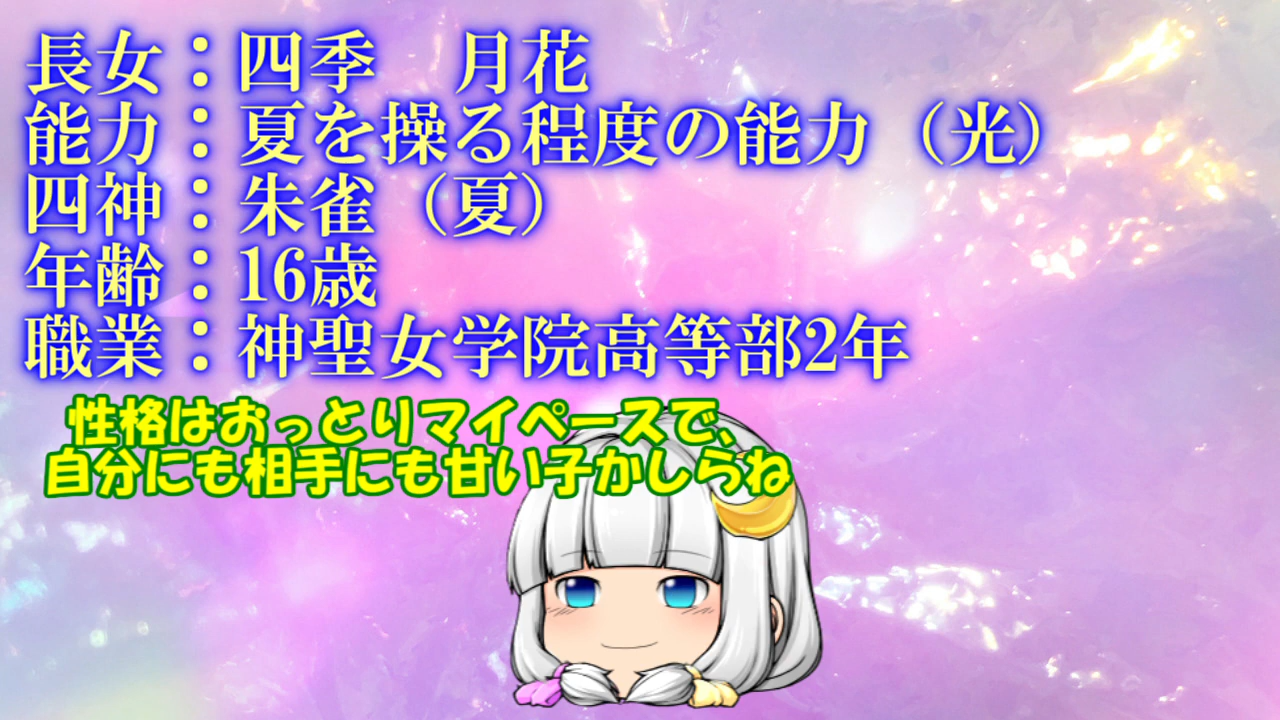 長女：四季　月花
能力：夏を操る程度の能力（光）
四神：朱雀（夏）
年齢：16歳
職業：神聖女学院高等部2年
性格はおっとりマイペースで、
自分にも相手にも甘い子かしらね